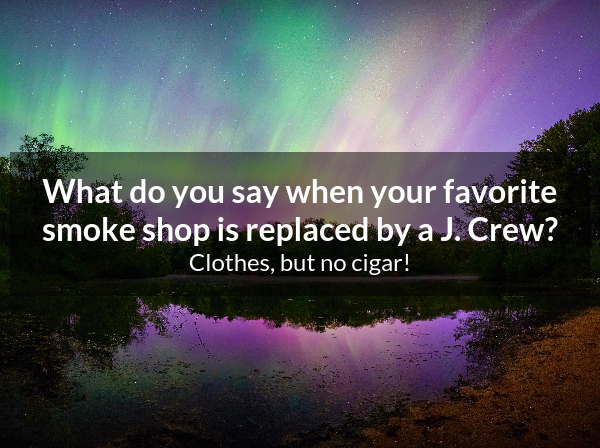 What do you say when your favorite
smoke shop is replaced by a J. Crew?
Clothes, but no cigar!